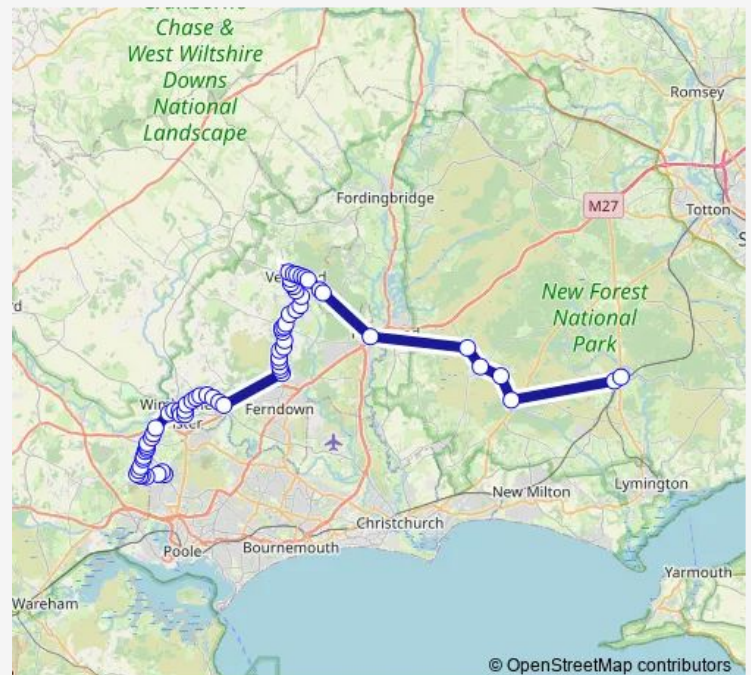 Chase &
West Wiltshire
Downs
National
Landscape
Romsey
Fordingbridge
M27
Totton
New Forest
National
Park
Ferndown
Lymington
New Milton
Christchurch
Bournemouth
Poole
Yarmouth
Wareham
© OpenStreetMap contributors